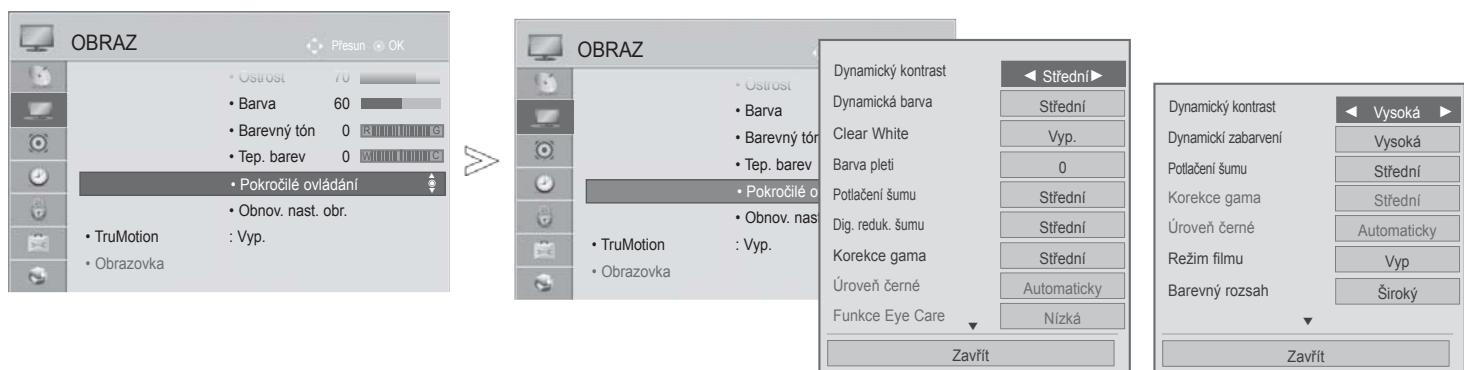 OBRAZ
Přesun OK
• Ostrost 70
• Barva 60
• Barevný tón 0 R G
• Tep. barev 0 W C
• Pokročilé ovládání
• Obnov. nast. obr.
• TruMotion : Vyp.
• Obrazovka
OBRAZ
• Ostrost
• Barva
• Barevný tón
• Tep. barev
• Pokročilé o
• Obnov. nast
• TruMotion : Vyp.
• Obrazovka
Dynamický kontrast ◄ Střední►
Dynamická barva Střední
Clear White Vyp.
Barva pleti 0
Potlačení šumu Střední
Dig. reduk. šumu Střední
Korekce gama Střední
Úroveň černé Automaticky
Funkce Eye Care Nízká
▼
Zavřít
Dynamický kontrast ◄ Vysoká ►
Dynamickí zabarvení Vysoká
Potlačení šumu Střední
Korekce gama Střední
Úroveň černé Automaticky
Režim filmu Vyp
Barevný rozsah Široký
▼
Zavřít